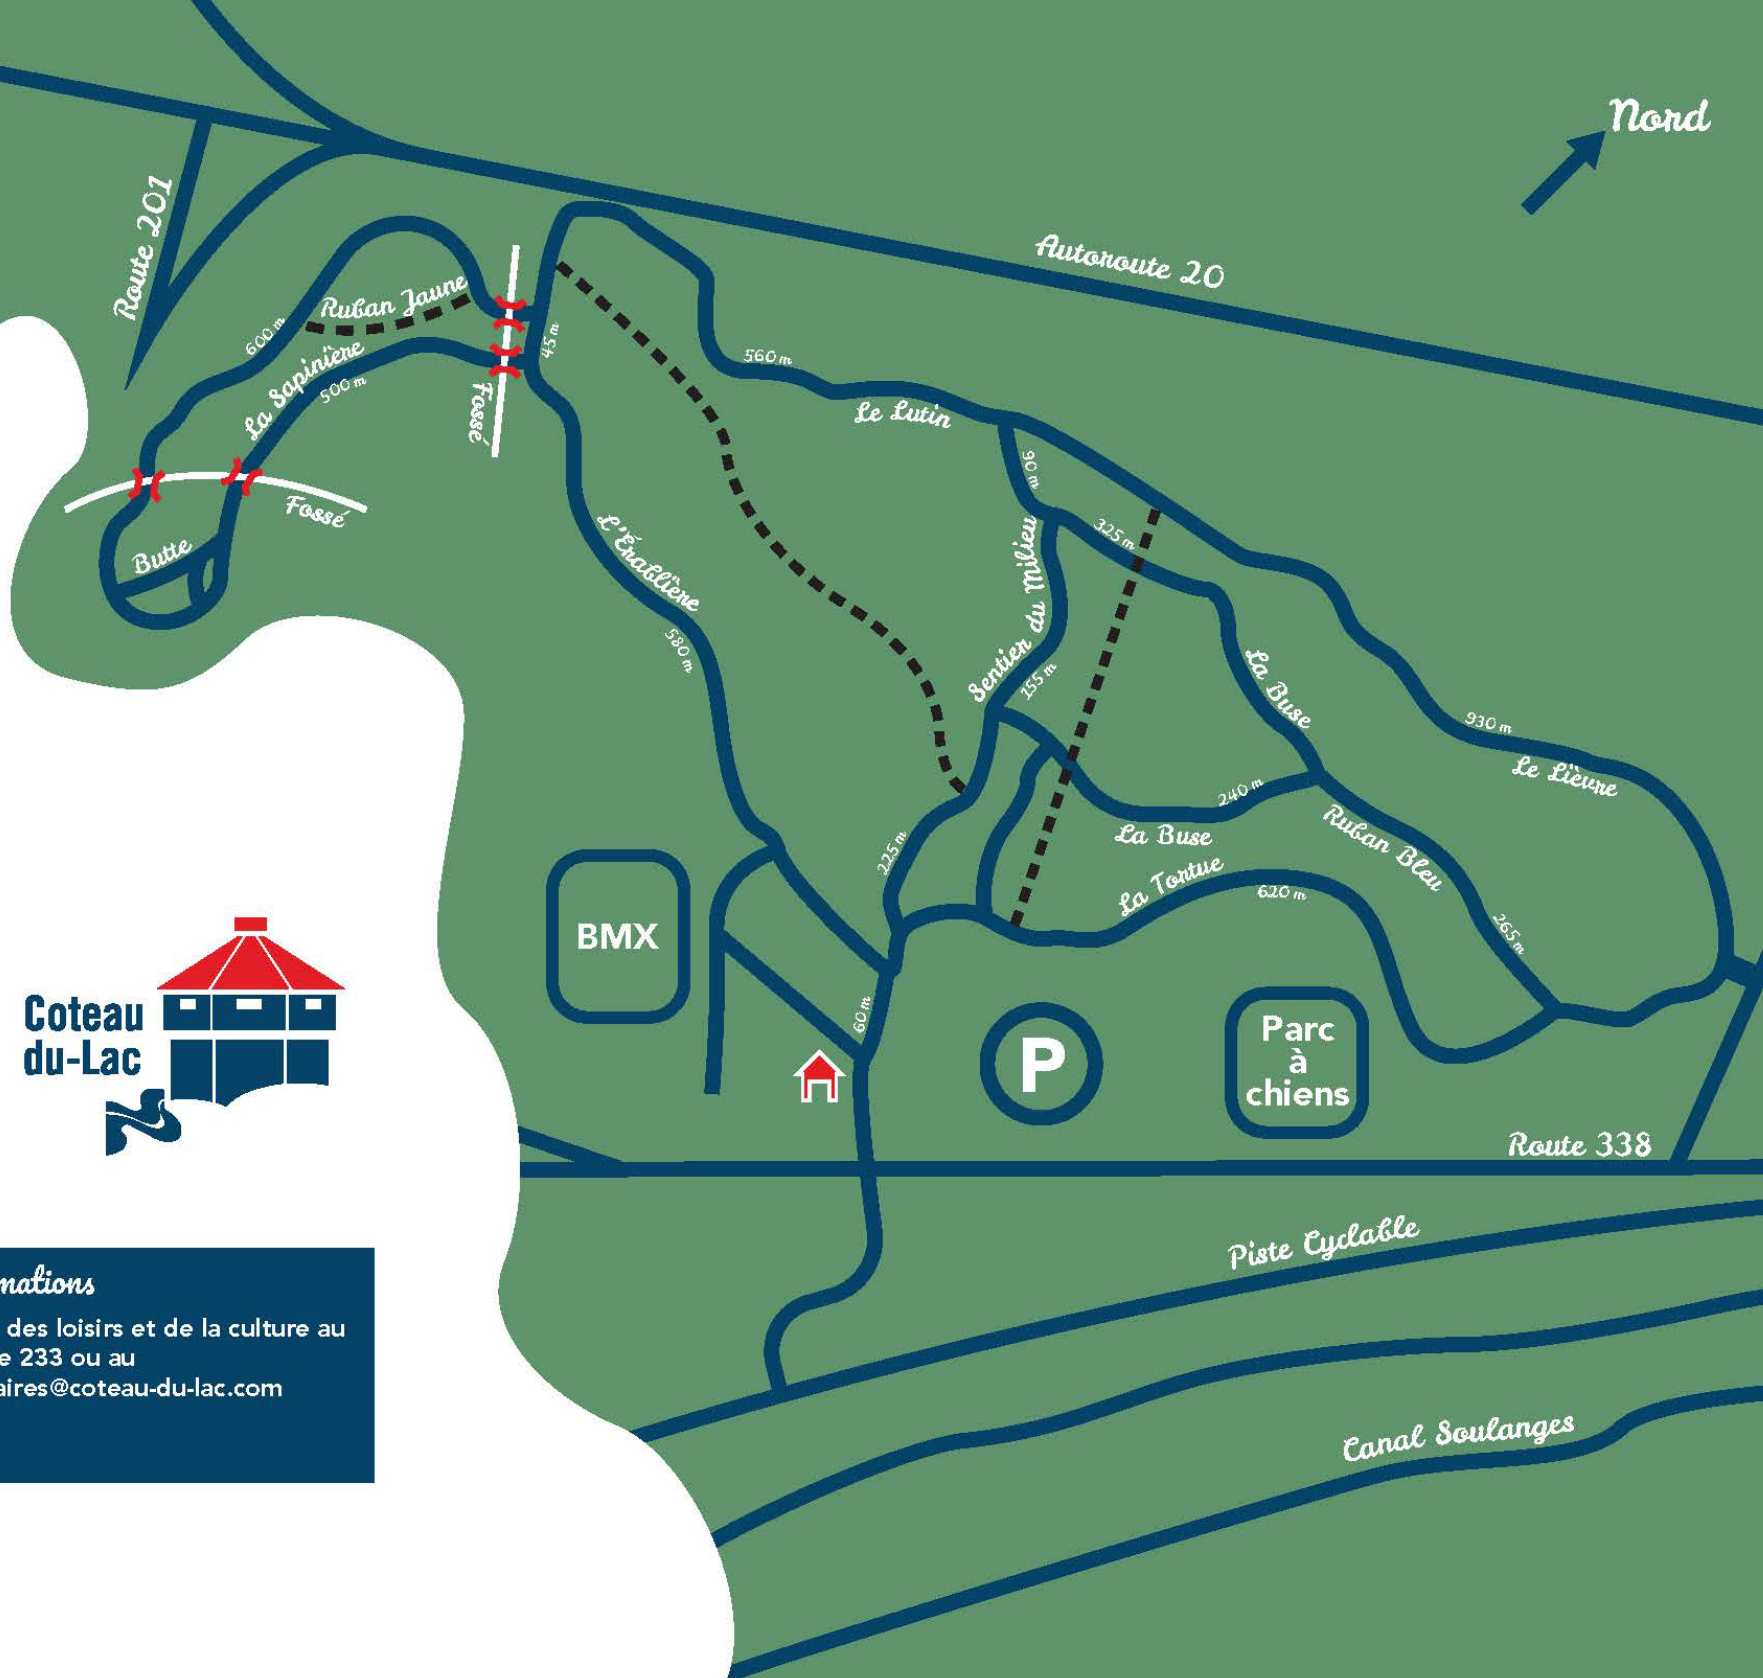 Nord
Autoroute 20
Route 201
Ruban Jaune
600 m
La Sapinière
500 m
45 m
Fossé
Fossé
Butte
560 m
Le Lutin
90 m
325 m
Sentier du Milieu
155 m
L'Érablière
580 m
La Buse
930 m
Le Lièvre
240 m
La Buse
Ruban Bleu
225 m
La Tortue
620 m
265 m
BMX
60 m
P
Parc
à
chiens
Coteau
du-Lac
Route 338
Piste Cyclable
Canal Soulanges
mations
des loisirs et de la culture au
e 233 ou au
aires@coteau-du-lac.com